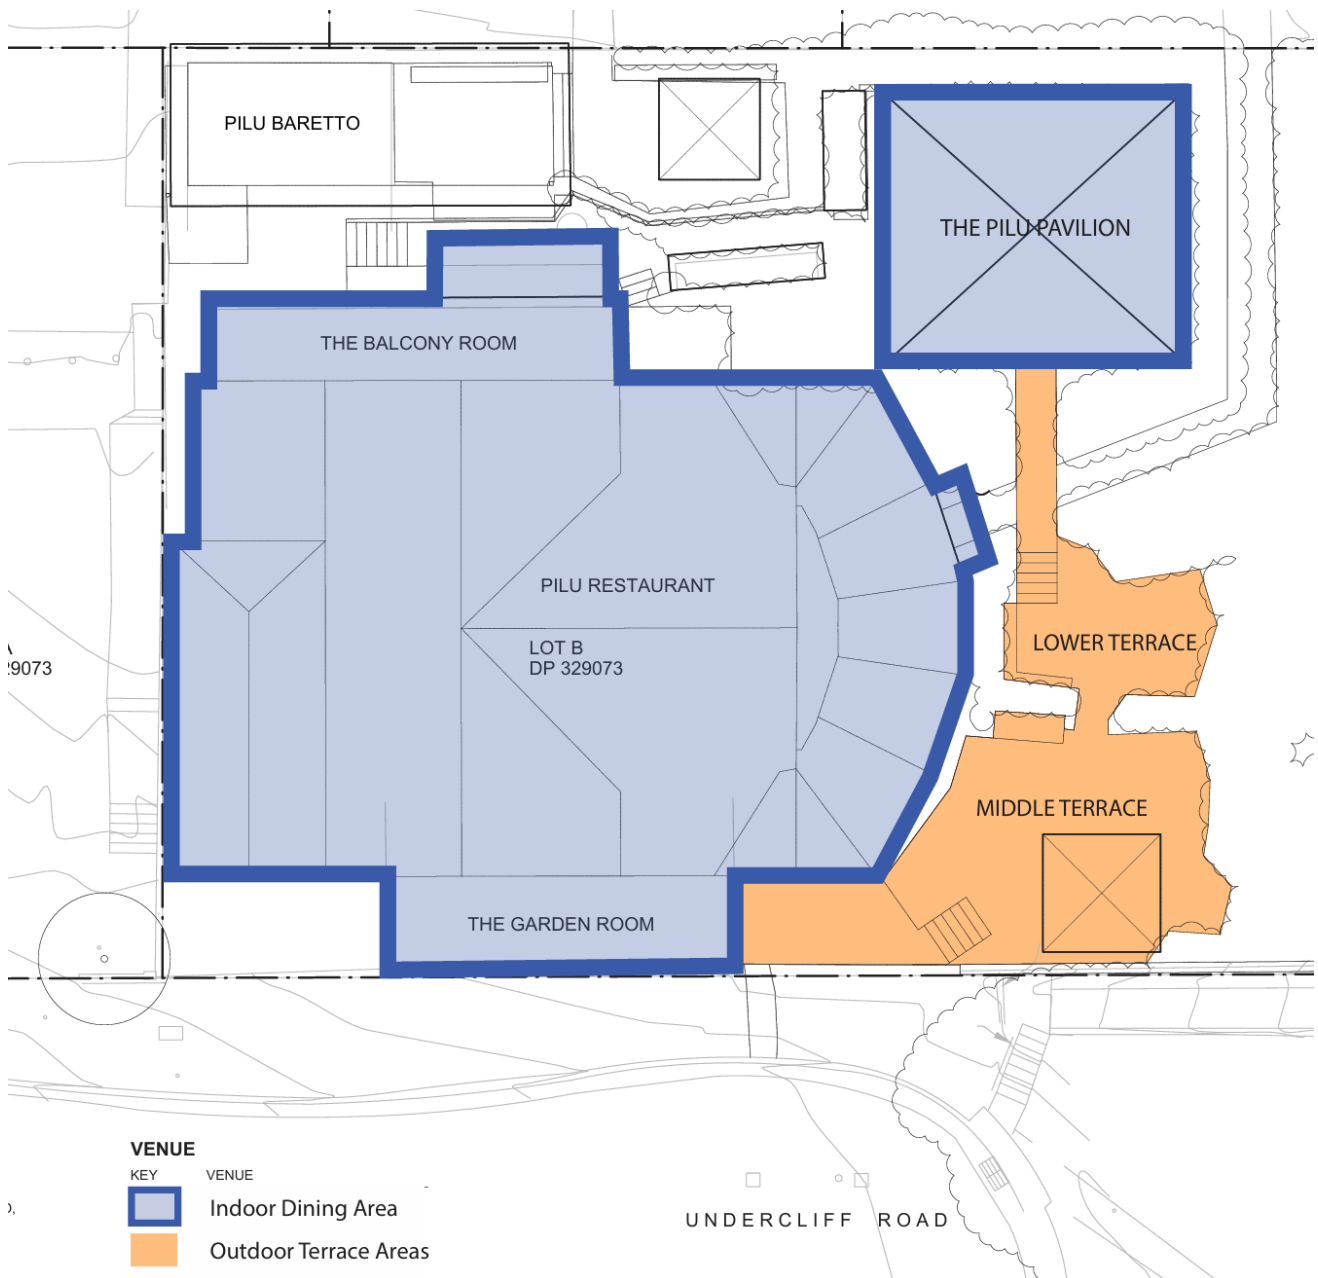 PILU BARETTO
THE PILU PAVILION
THE BALCONY ROOM
PILU RESTAURANT
LOT B
DP 329073
29073
LOWER TERRACE
MIDDLE TERRACE
THE GARDEN ROOM
VENUE
KEY VENUE
Indoor Dining Area
Outdoor Terrace Areas
UNDERCLIFF ROAD